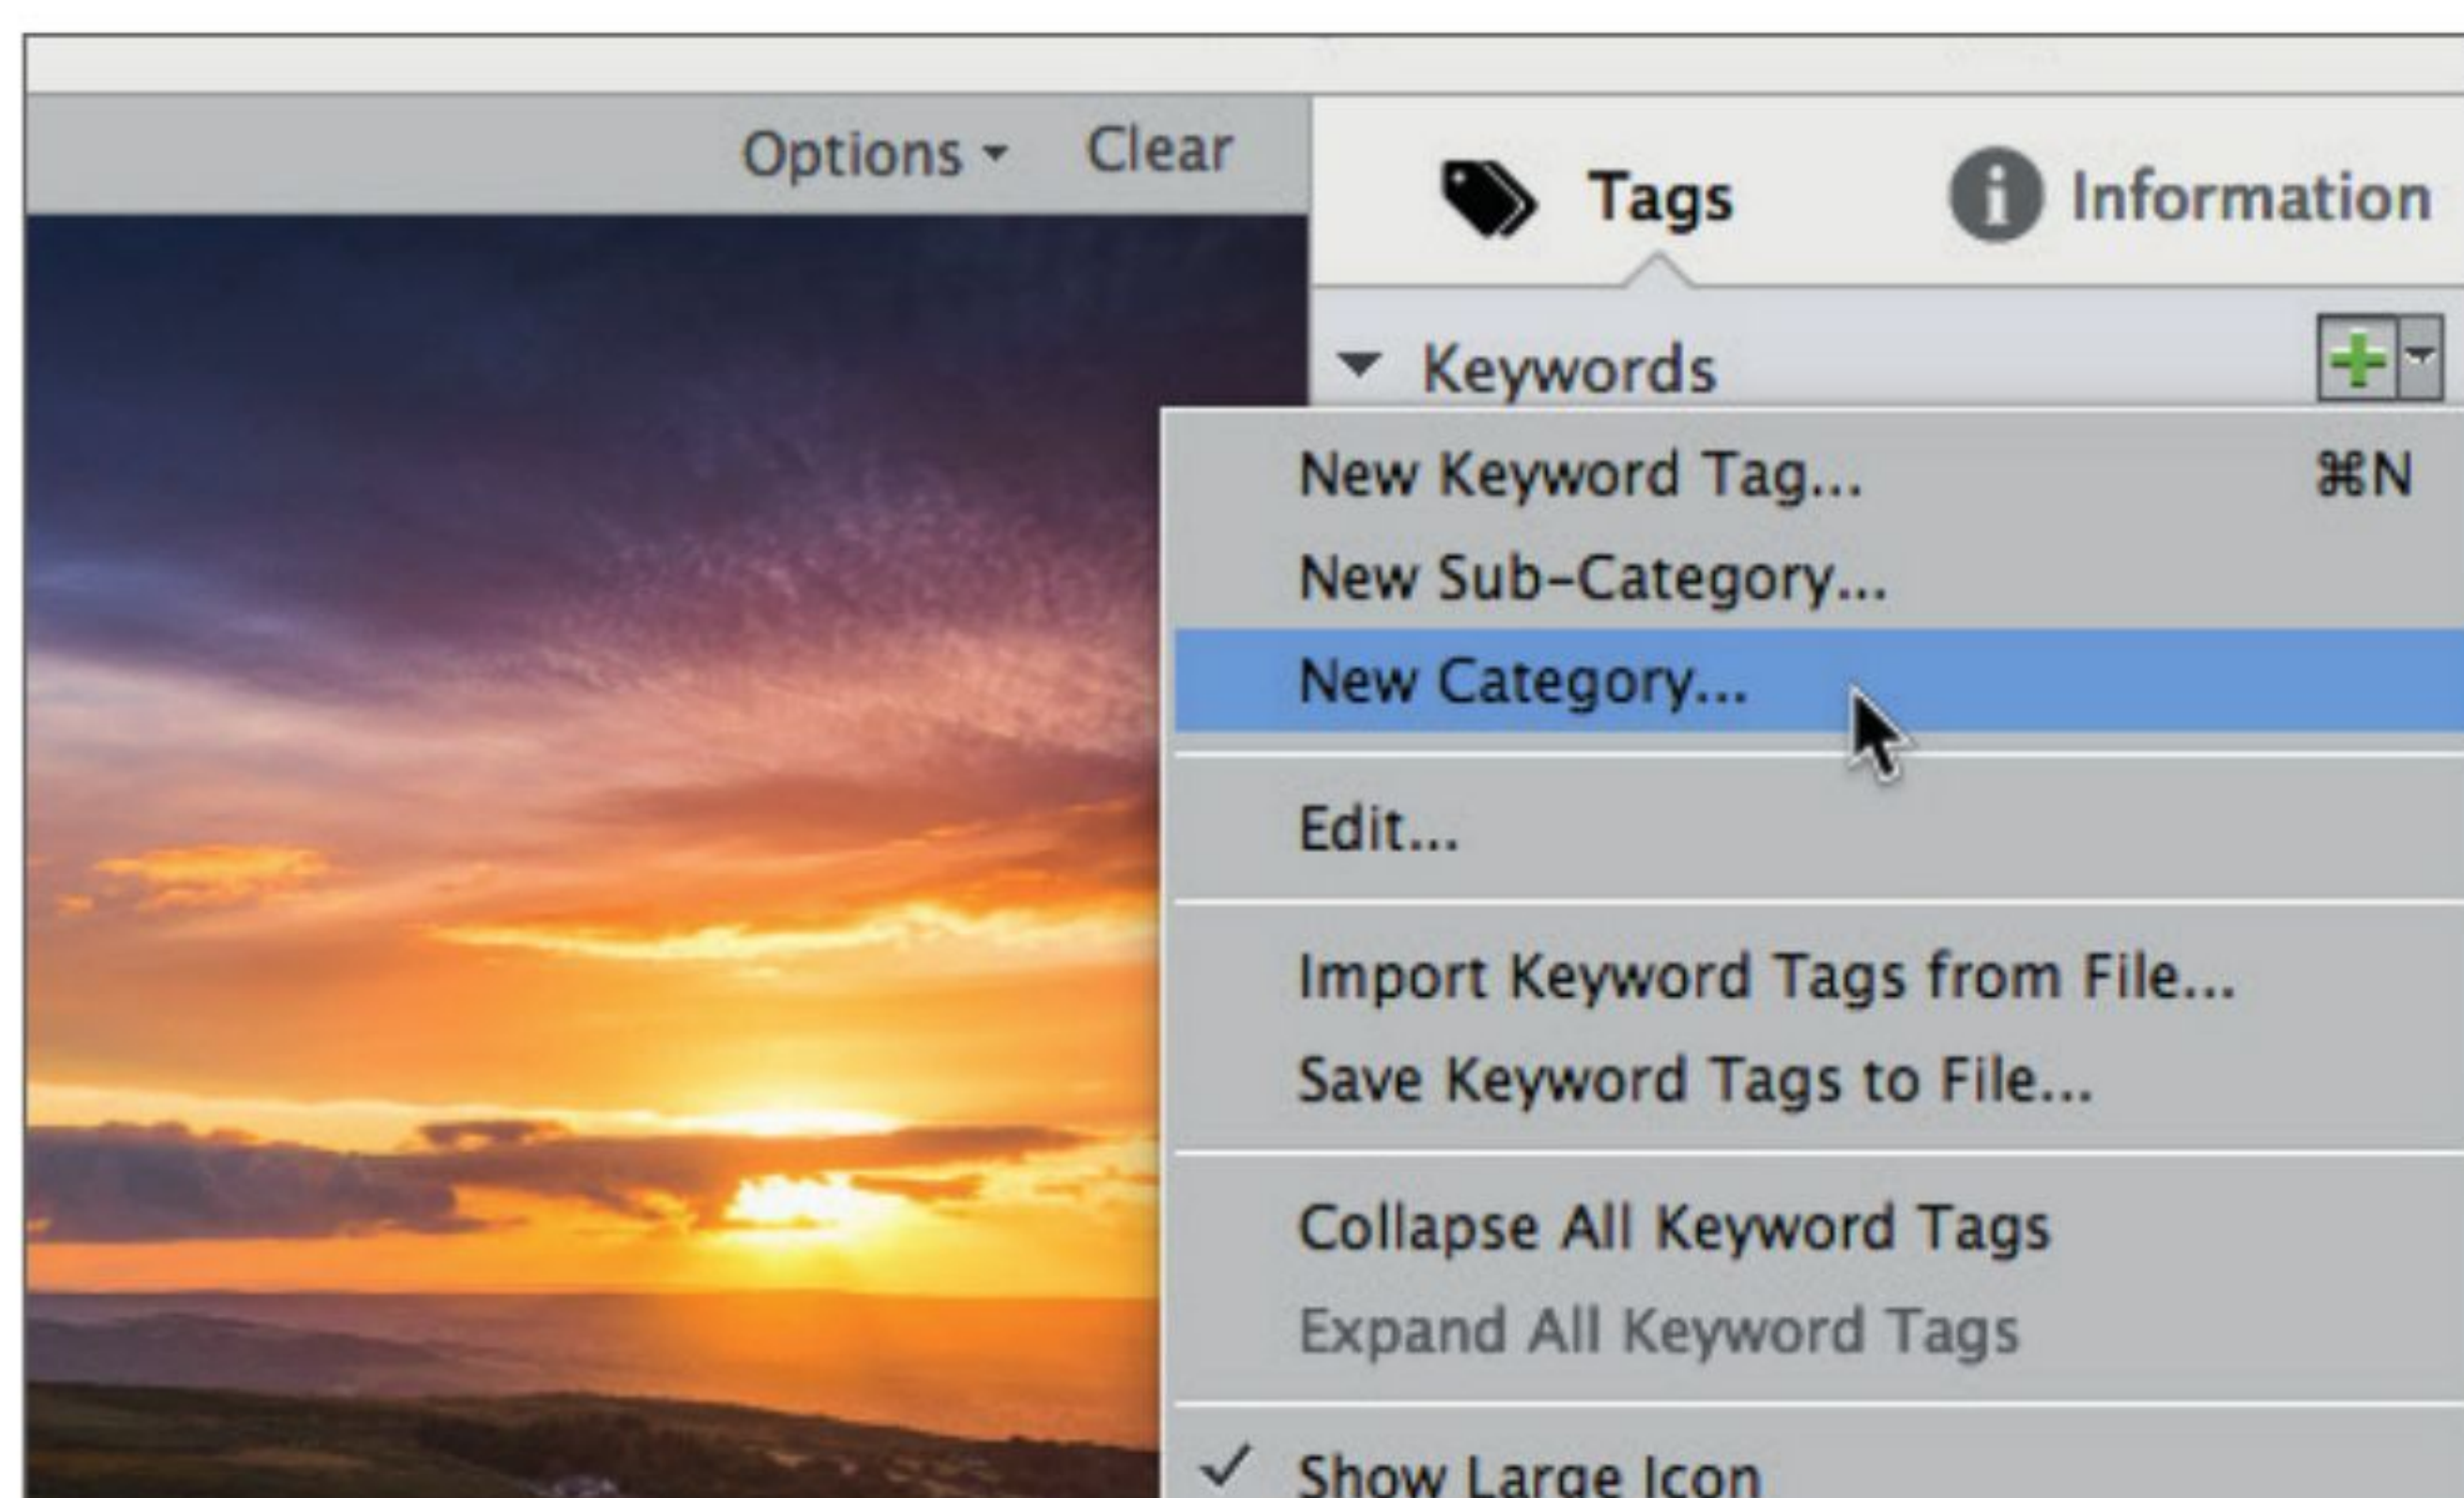 Options Clear
Tags Information
Keywords
New Keyword Tag... ⌘N
New Sub-Category...
New Category...
Edit...
Import Keyword Tags from File...
Save Keyword Tags to File...
Collapse All Keyword Tags
Expand All Keyword Tags
Show Large Icon